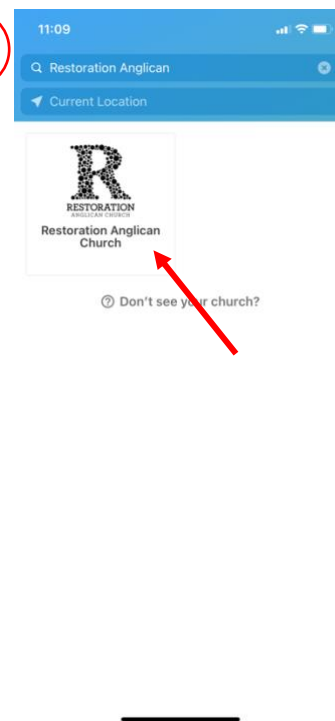 11:09
Restoration Anglican
Current Location
R
RESTORATION
ANGLICAN CHURCH
Restoration Anglican
Church
Don't see your church?